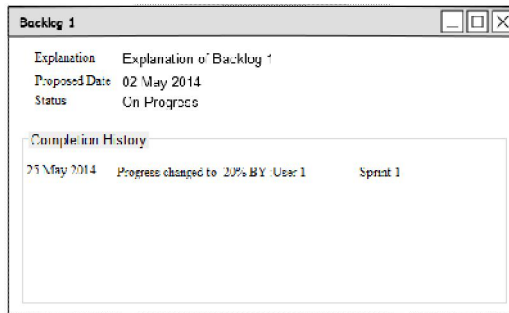 Backlog 1
Explanation Explanation of Backlog 1
Proposed Date 02 May 2014
Status On Progress
Completion History
25 May 2014 Progress changed to 20% BY :User 1 Sprint 1